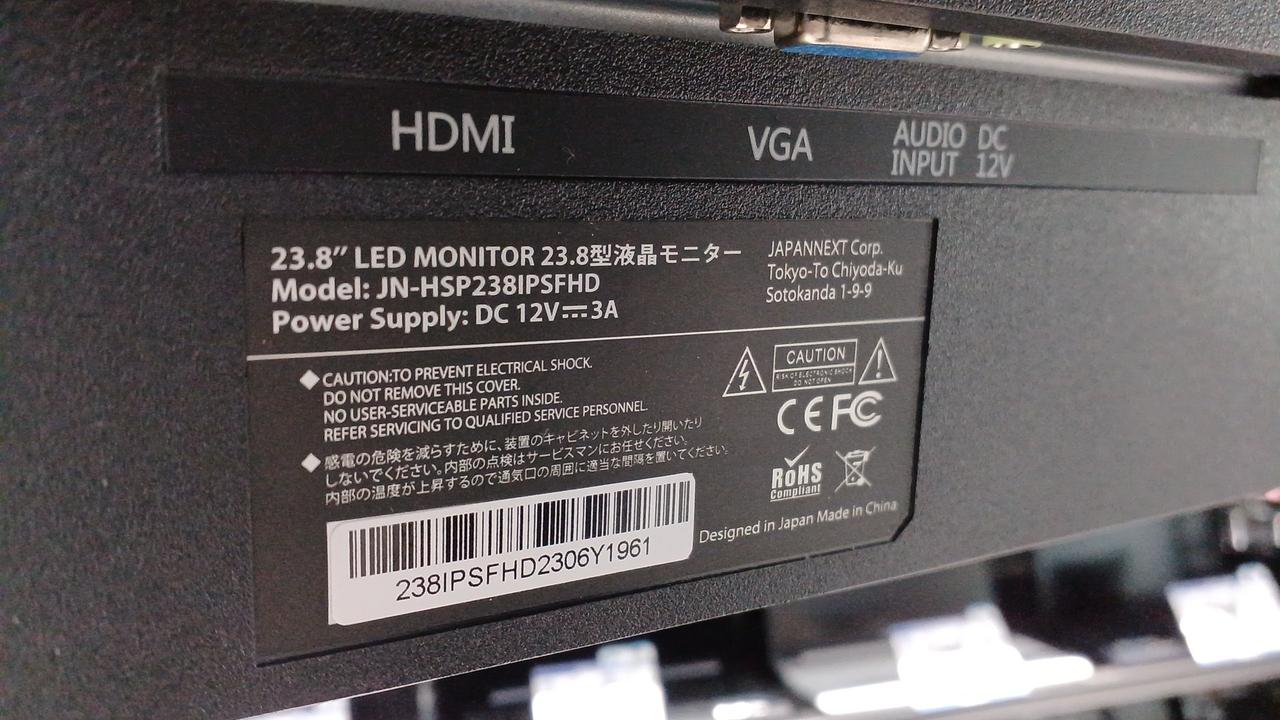 HDMI
VGA
AUDIO INPUT
DC 12V
23.8” LED MONITOR 23.8型液晶モニター
Model: JN-HSP238IPSFHD
Power Supply: DC 12V⎓3A
JAPANNEXT Corp.
Tokyo-To Chiyoda-Ku
Sotokanda 1-9-9
◆CAUTION:TO PREVENT ELECTRICAL SHOCK.
DO NOT REMOVE THIS COVER.
NO USER-SERVICEABLE PARTS INSIDE.
REFER SERVICING TO QUALIFIED SERVICE PERSONNEL.
◆感電の危険を減らすために、装置のキャビネットを外したり開いたり
しないでください。内部の点検はサービスマンにお任せください。
内部の温度が上昇するので通気口の周囲に適当な間隔を置いてください。
CAUTION
RISK OF ELECTRONIC SHOCK
DO NOT OPEN
CE FC
RoHS
Compliant
Designed in Japan Made in China
238IPSFHD2306Y1961